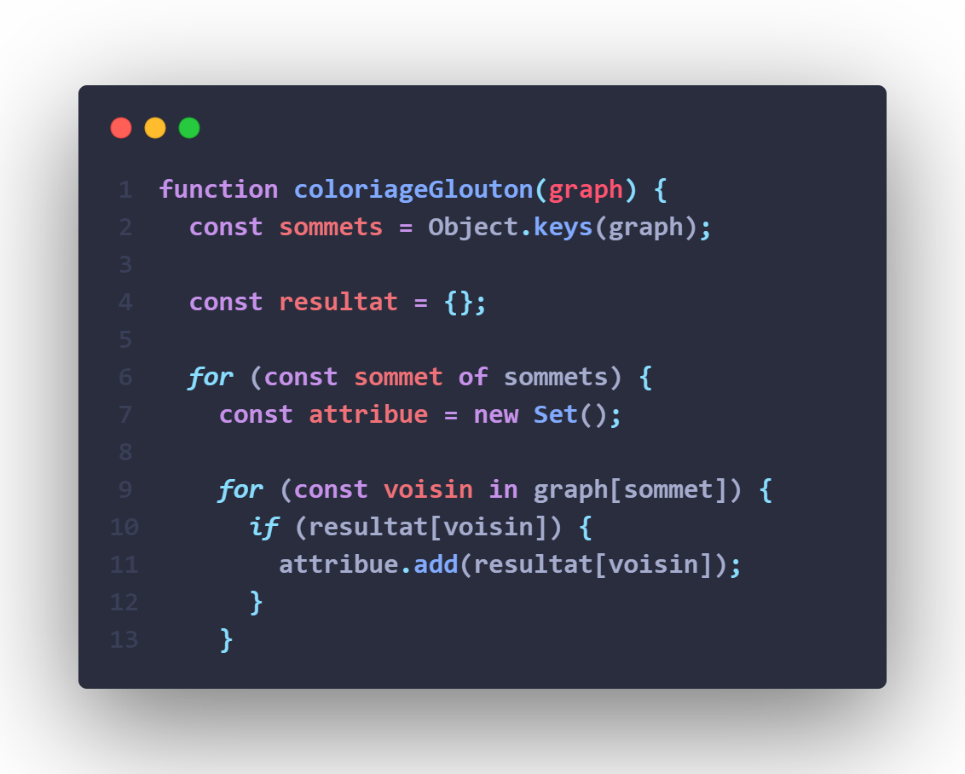 1 function coloriageGlouton(graph) {
2 const sommets = Object.keys(graph);
3
4 const resultat = {};
5
6 for (const sommet of sommets) {
7 const attribue = new Set();
8
9 for (const voisin in graph[sommet]) {
10 if (resultat[voisin]) {
11 attribue.add(resultat[voisin]);
12 }
13 }